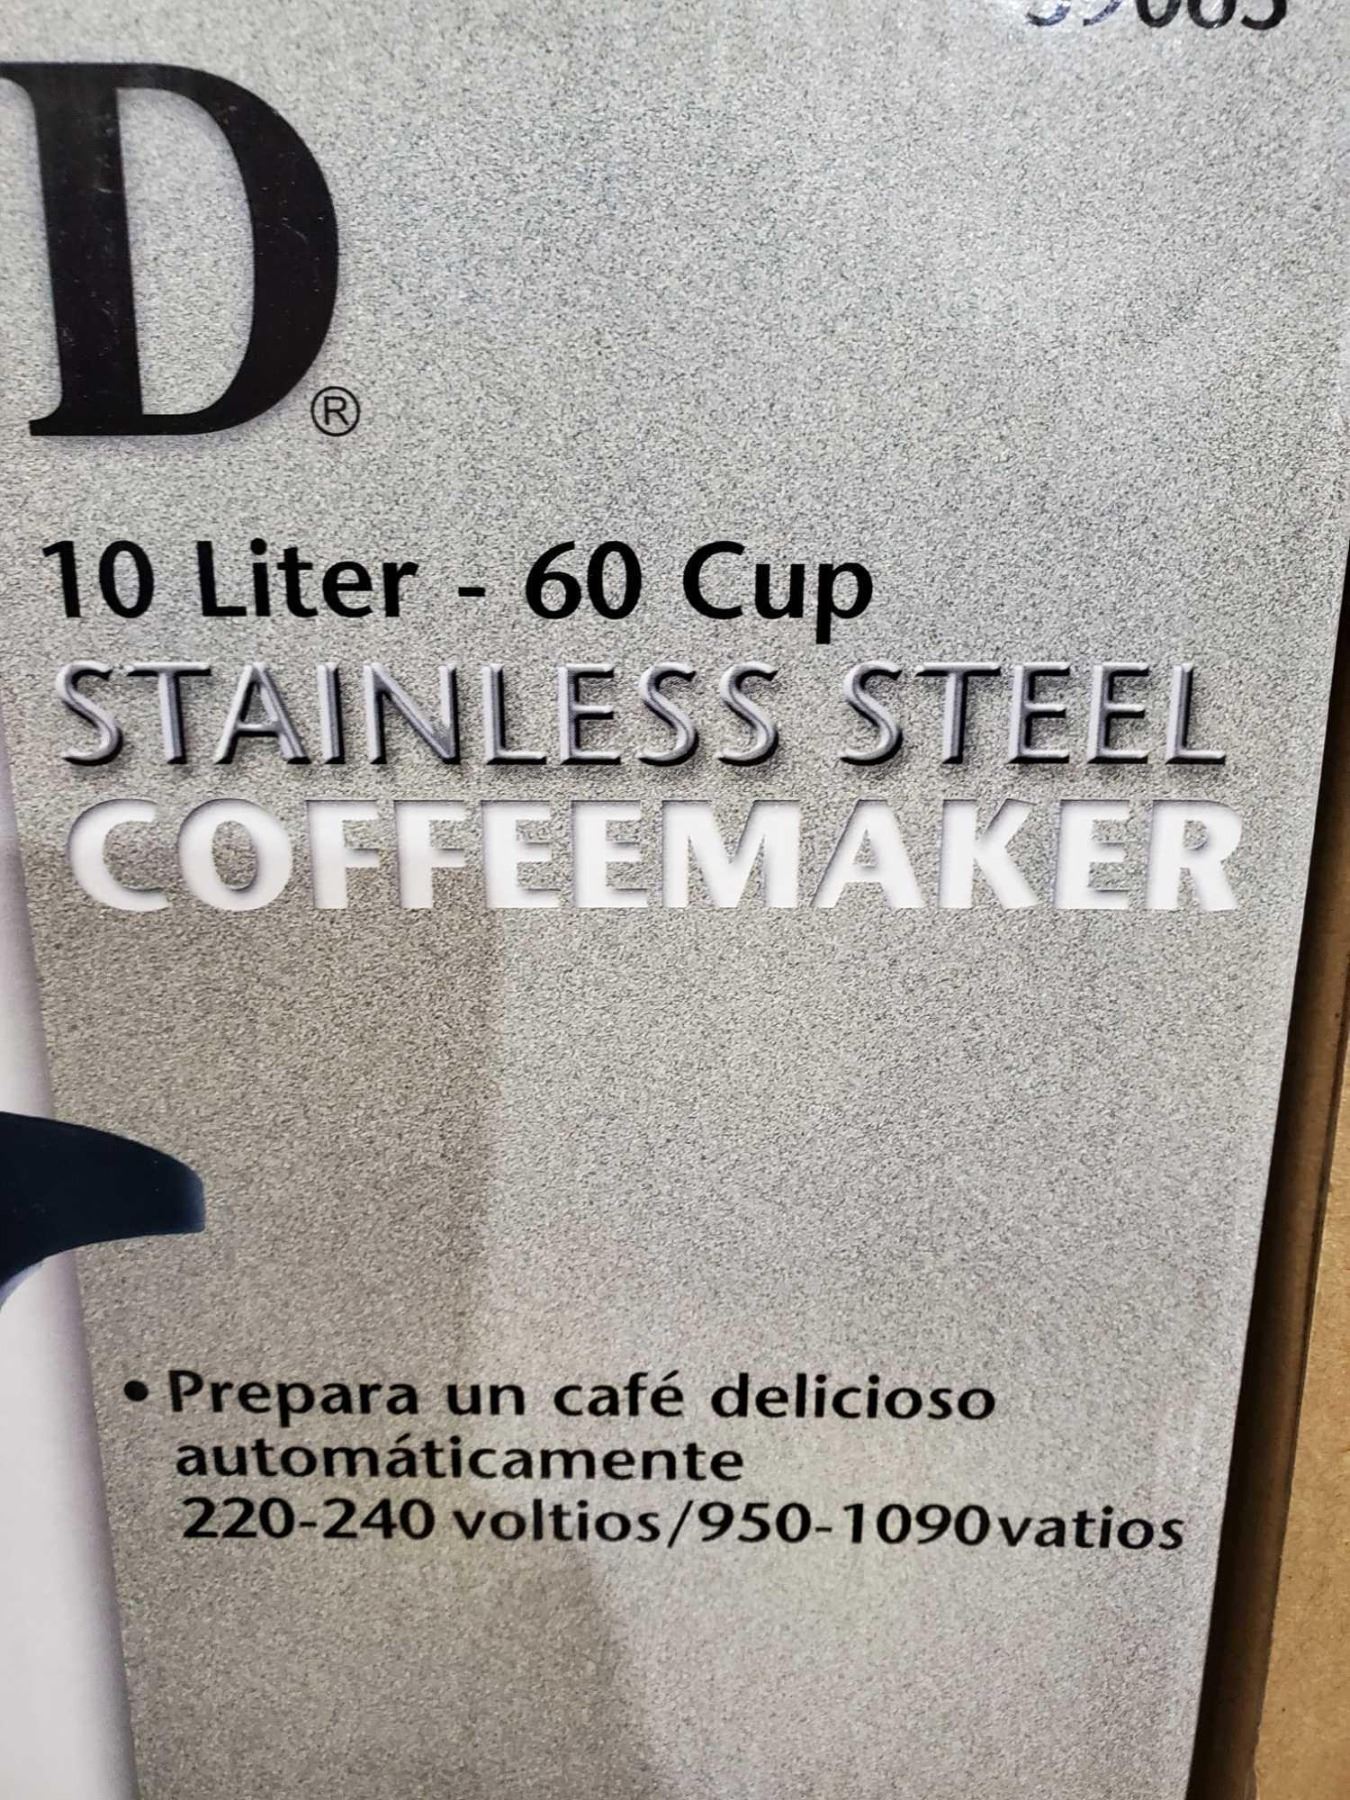 D®
10 Liter - 60 Cup
STAINLESS STEEL
COFFEEMAKER
• Prepara un café delicioso
automáticamente
220-240 voltios/950-1090vatios